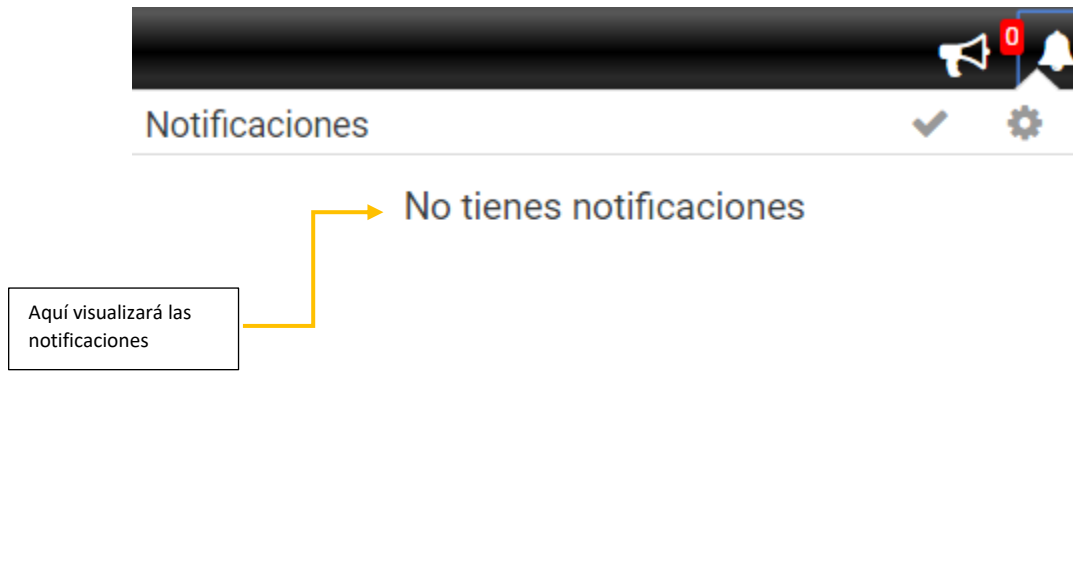 0
Notificaciones
No tienes notificaciones
Aquí visualizará las
notificaciones